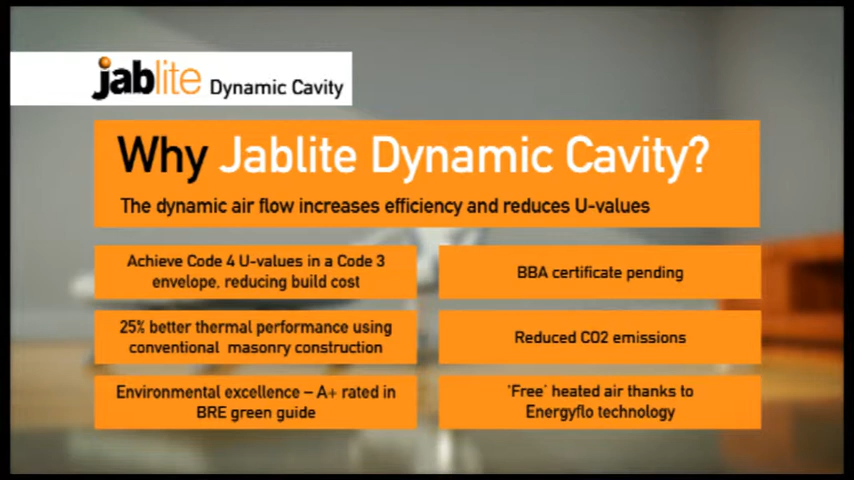 jablite Dynamic Cavity
Why Jablite Dynamic Cavity?
The dynamic air flow increases efficiency and reduces U-values
Achieve Code 4 U-values in a Code 3
envelope, reducing build cost
BBA certificate pending
25% better thermal performance using
conventional masonry construction
Reduced CO2 emissions
Environmental excellence – A+ rated in
BRE green guide
'Free' heated air thanks to
Energyflo technology